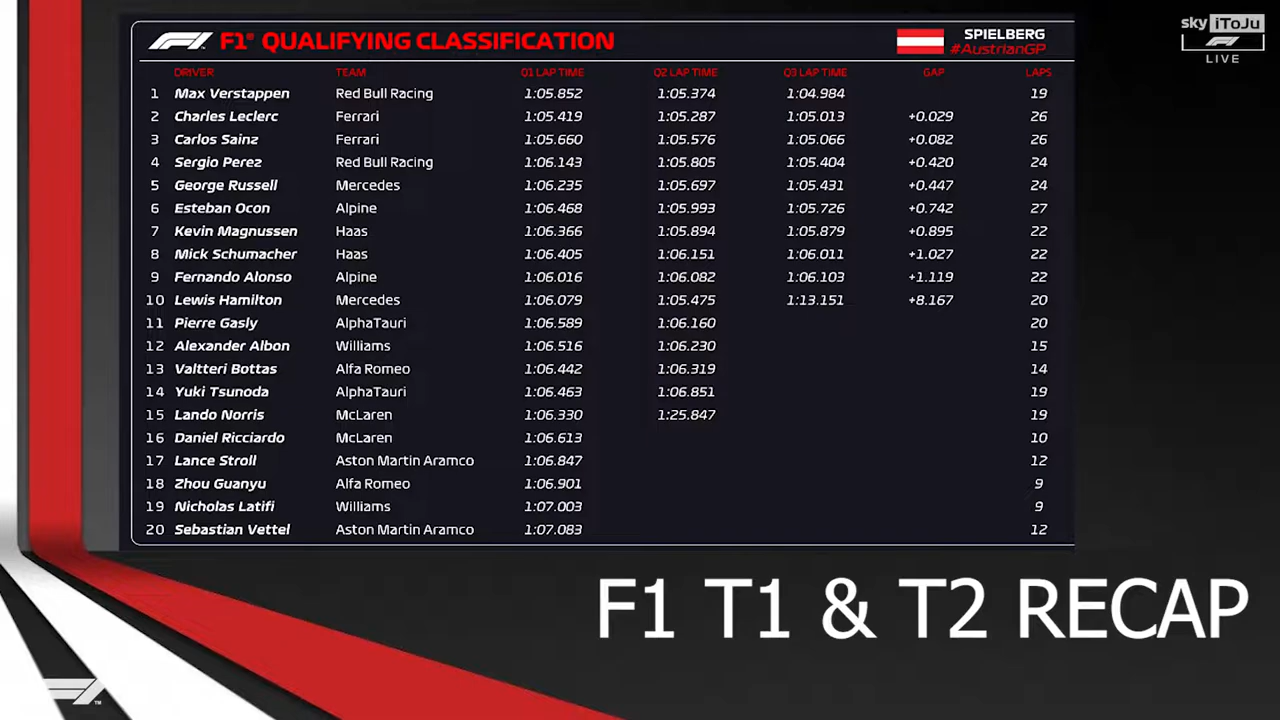 F1 F1® QUALIFYING CLASSIFICATION SPIELBERG
#AustrianGP
sky iToJu
F1
LIVE
DRIVER TEAM Q1 LAP TIME Q2 LAP TIME Q3 LAP TIME GAP LAPS
1 Max Verstappen Red Bull Racing 1:05.852 1:05.374 1:04.984 19
2 Charles Leclerc Ferrari 1:05.419 1:05.287 1:05.013 +0.029 26
3 Carlos Sainz Ferrari 1:05.660 1:05.576 1:05.066 +0.082 26
4 Sergio Perez Red Bull Racing 1:06.143 1:05.805 1:05.404 +0.420 24
5 George Russell Mercedes 1:06.235 1:05.697 1:05.431 +0.447 24
6 Esteban Ocon Alpine 1:06.468 1:05.993 1:05.726 +0.742 27
7 Kevin Magnussen Haas 1:06.366 1:05.894 1:05.879 +0.895 22
8 Mick Schumacher Haas 1:06.405 1:06.151 1:06.011 +1.027 22
9 Fernando Alonso Alpine 1:06.016 1:06.082 1:06.103 +1.119 22
10 Lewis Hamilton Mercedes 1:06.079 1:05.475 1:13.151 +8.167 20
11 Pierre Gasly AlphaTauri 1:06.589 1:06.160 20
12 Alexander Albon Williams 1:06.516 1:06.230 15
13 Valtteri Bottas Alfa Romeo 1:06.442 1:06.319 14
14 Yuki Tsunoda AlphaTauri 1:06.463 1:06.851 19
15 Lando Norris McLaren 1:06.330 1:25.847 19
16 Daniel Ricciardo McLaren 1:06.613 10
17 Lance Stroll Aston Martin Aramco 1:06.847 12
18 Zhou Guanyu Alfa Romeo 1:06.901 9
19 Nicholas Latifi Williams 1:07.003 9
20 Sebastian Vettel Aston Martin Aramco 1:07.083 12
F1 T1 & T2 RECAP
F1™